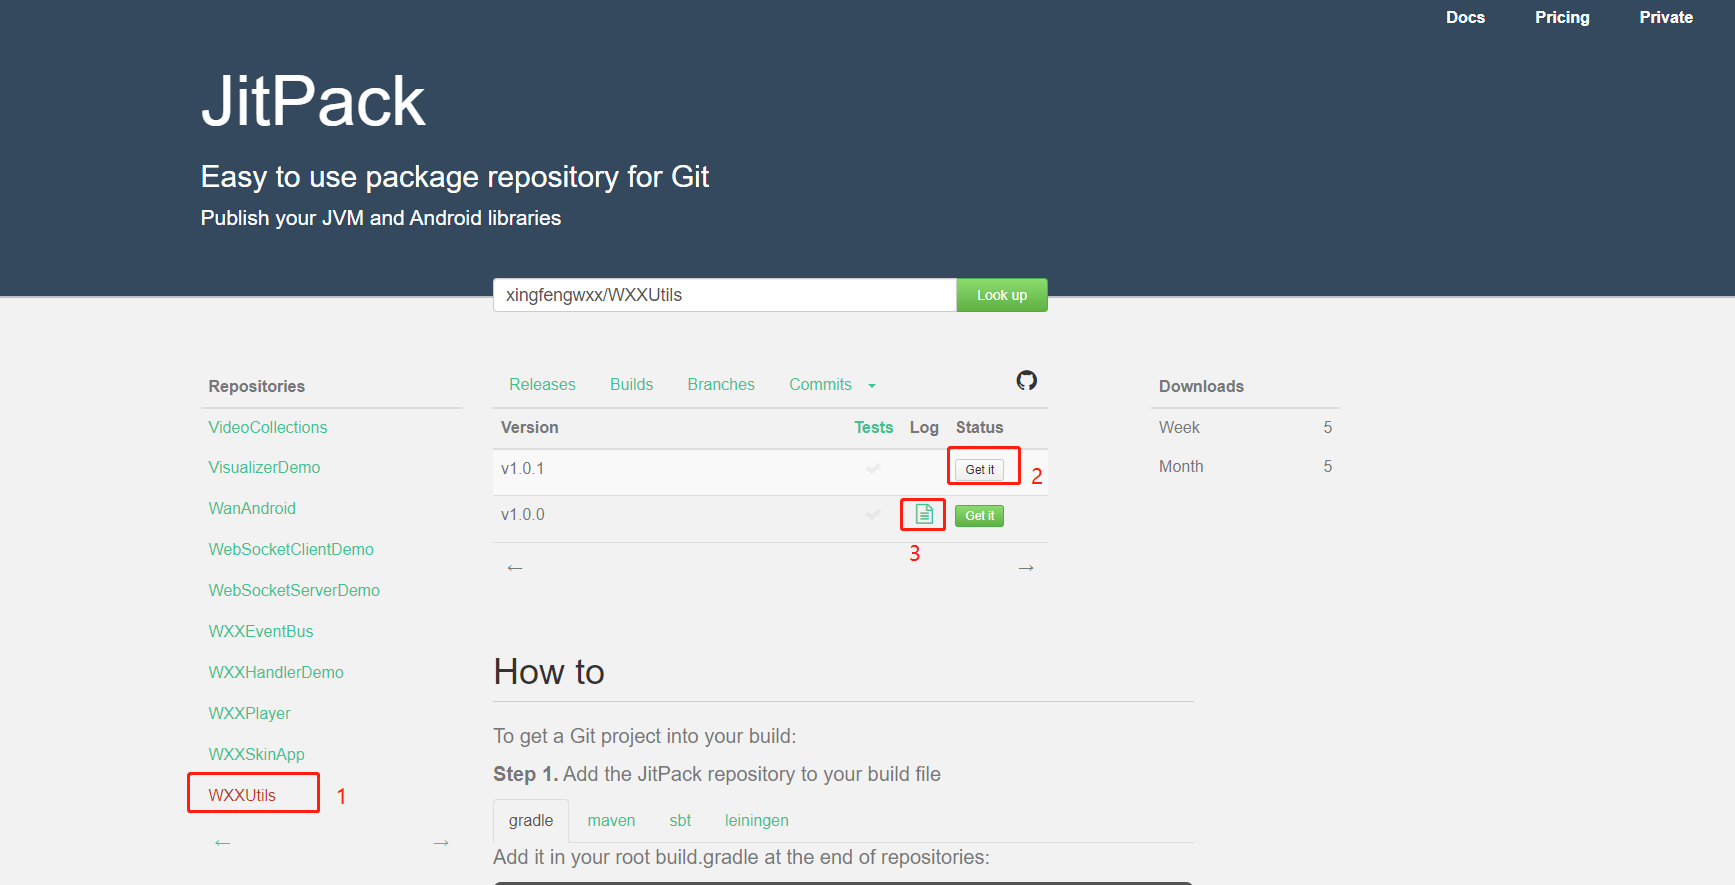 Docs Pricing Private
JitPack
Easy to use package repository for Git
Publish your JVM and Android libraries
xingfengwxx/WXXUtils Look up
Repositories
VideoCollections
VisualizerDemo
WanAndroid
WebSocketClientDemo
WebSocketServerDemo
WXXEventBus
WXXHandlerDemo
WXXPlayer
WXXSkinApp
WXXUtils 1
← →
Releases Builds Branches Commits
Version Tests Log Status
v1.0.1 Get it 2
v1.0.0 Get it
3
← →
Downloads
Week 5
Month 5
How to
To get a Git project into your build:
Step 1. Add the JitPack repository to your build file
gradle maven sbt leiningen
Add it in your root build.gradle at the end of repositories: